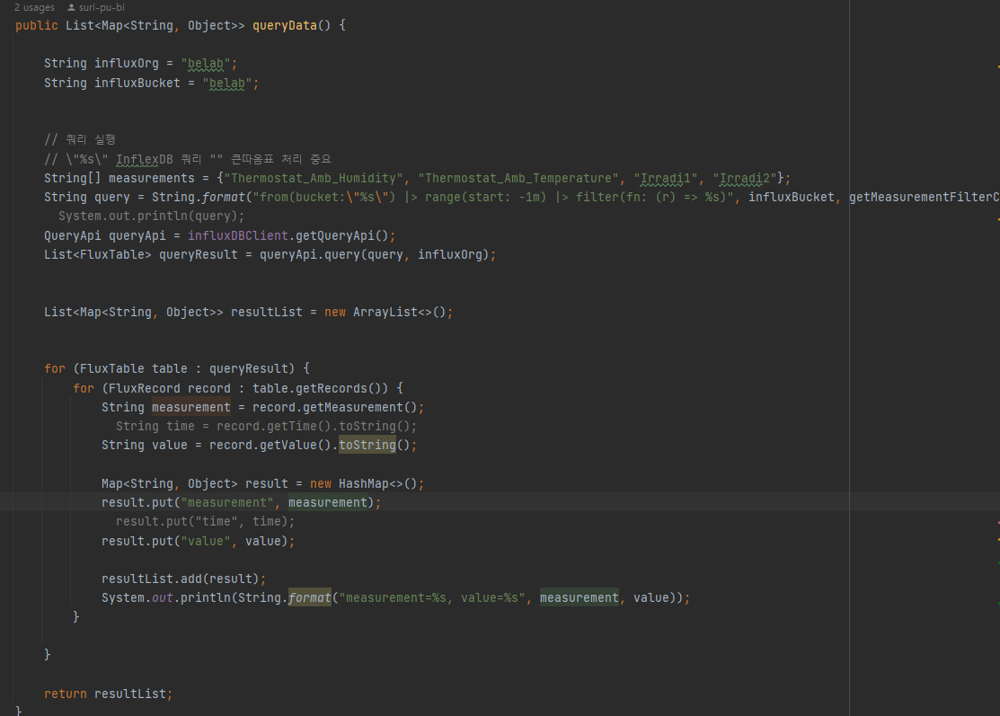 2 usages suri-pu-bi
public List<Map<String, Object>> queryData() {
String influxOrg = "belab";
String influxBucket = "belab";
// 쿼리 실행
// \"%s\" InflexDB 쿼리 "" 큰따옴표 처리 중요
String[] measurements = {"Thermostat_Amb_Humidity", "Thermostat_Amb_Temperature", "Irradi1", "Irradi2"};
String query = String.format("from(bucket:\"%s\") |> range(start: -1m) |> filter(fn: (r) => %s)", influxBucket, getMeasurementFilterC
System.out.println(query);
QueryApi queryApi = influxDBClient.getQueryApi();
List<FluxTable> queryResult = queryApi.query(query, influxOrg);
List<Map<String, Object>> resultList = new ArrayList<>();
for (FluxTable table : queryResult) {
for (FluxRecord record : table.getRecords()) {
String measurement = record.getMeasurement();
String time = record.getTime().toString();
String value = record.getValue().toString();
Map<String, Object> result = new HashMap<>();
result.put("measurement", measurement);
result.put("time", time);
result.put("value", value);
resultList.add(result);
System.out.println(String.format("measurement=%s, value=%s", measurement, value));
}
}
return resultList;
}